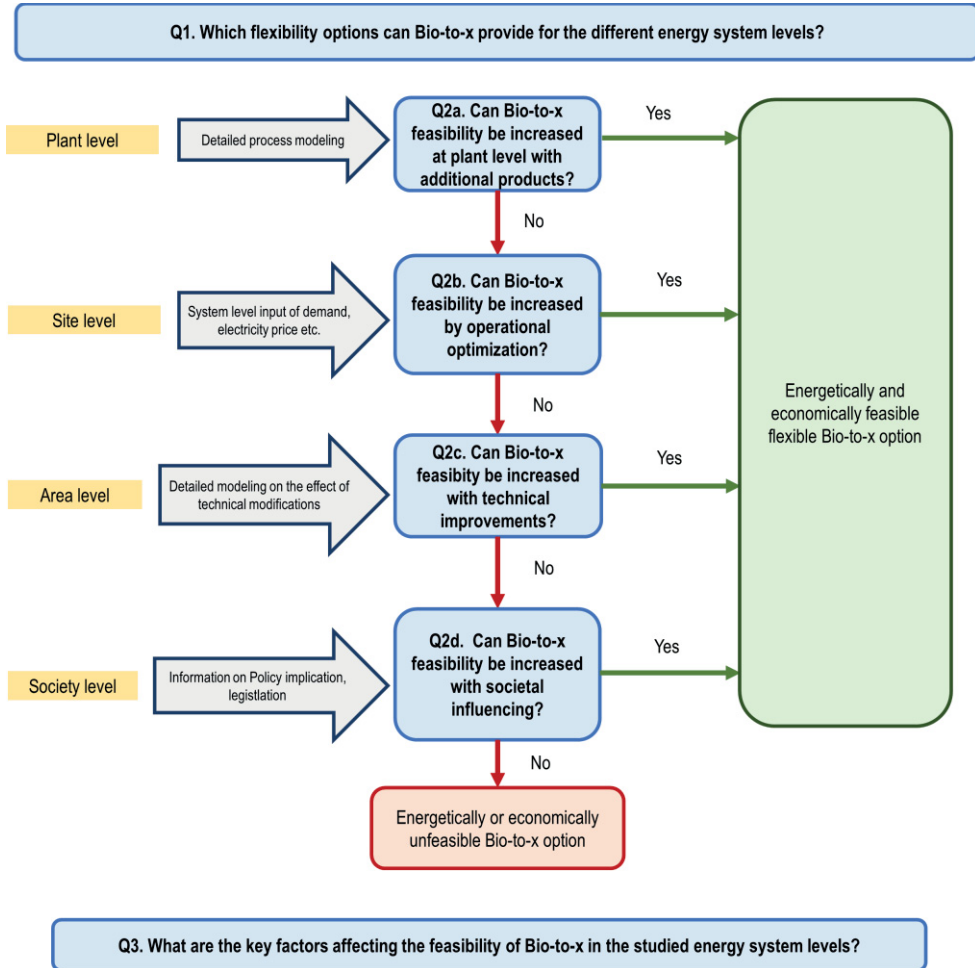 Q1. Which flexibility options can Bio-to-x provide for the different energy system levels?
Plant level
Detailed process modeling
Q2a. Can Bio-to-x
feasibility be increased
at plant level with
additional products?
Yes
No
Site level
System level input of demand,
electricity price etc.
Q2b. Can Bio-to-x
feasibility be increased
by operational
optimization?
Yes
No
Energetically and
economically feasible
flexible Bio-to-x option
Area level
Detailed modeling on the effect of
technical modifications
Q2c. Can Bio-to-x
feasibity be increased
with technical
improvements?
Yes
No
Society level
Information on Policy implication,
legistlation
Q2d. Can Bio-to-x
feasibility be increased
with societal
influencing?
Yes
No
Energetically or economically
unfeasible Bio-to-x option
Q3. What are the key factors affecting the feasibility of Bio-to-x in the studied energy system levels?